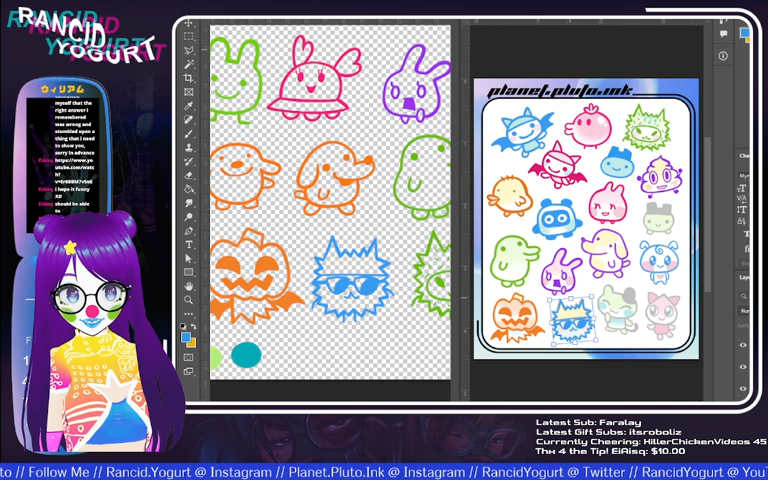 RANCID
YOGURT
ウィリアム
myself that the
right answer I
remembered
was wrong and
stumbled upon a
thing that i need
to show you,
sorry in advance
https://www.yo
utube.com/watc
i hope it funny
XD
should be able
to
planet.pluto.ink
Latest Sub: Faralay
Latest Gift Subs: itsroboliz
Currently Cheering: KillerChickenVideos 45
Thx 4 the Tip! EiAisq: $10.00
to // Follow Me // Rancid.Yogurt @ Instagram // Planet.Pluto.Ink @ Instagram // RancidYogurt @ Twitter // RancidYogurt @ You